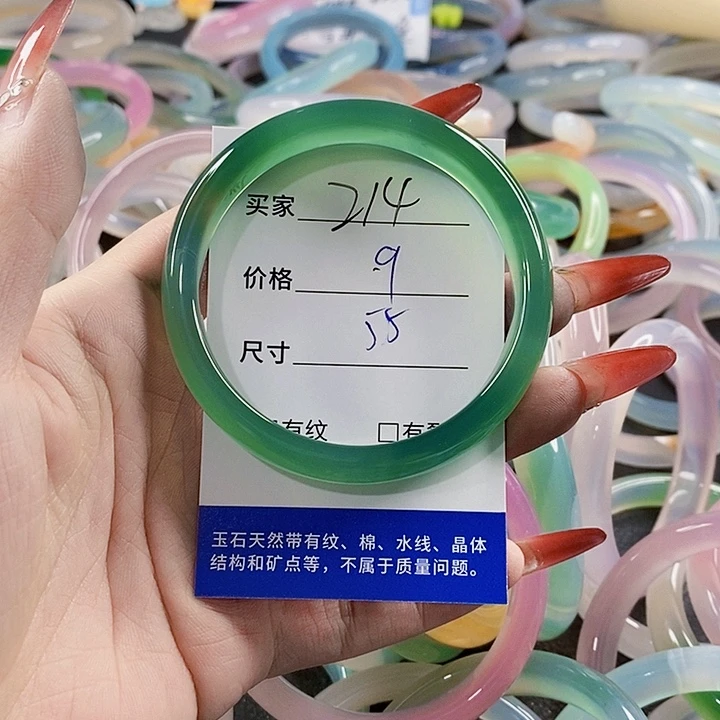 买家 214
价格 9
尺寸 58
有纹 □有
玉石天然带有纹、棉、水线、晶体
结构和矿点等，不属于质量问题。